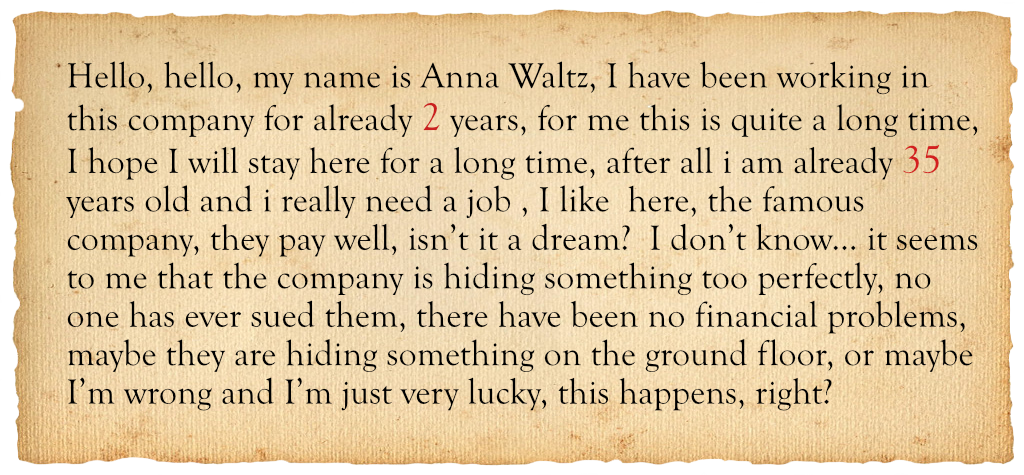 Hello, hello, my name is Anna Waltz, I have been working in
this company for already 2 years, for me this is quite a long time,
I hope I will stay here for a long time, after all i am already 35
years old and i really need a job , I like  here, the famous
company, they pay well, isn't it a dream?  I don't know... it seems
to me that the company is hiding something too perfectly, no
one has ever sued them, there have been no financial problems,
maybe they are hiding something on the ground floor, or maybe
I'm wrong and I'm just very lucky, this happens, right?